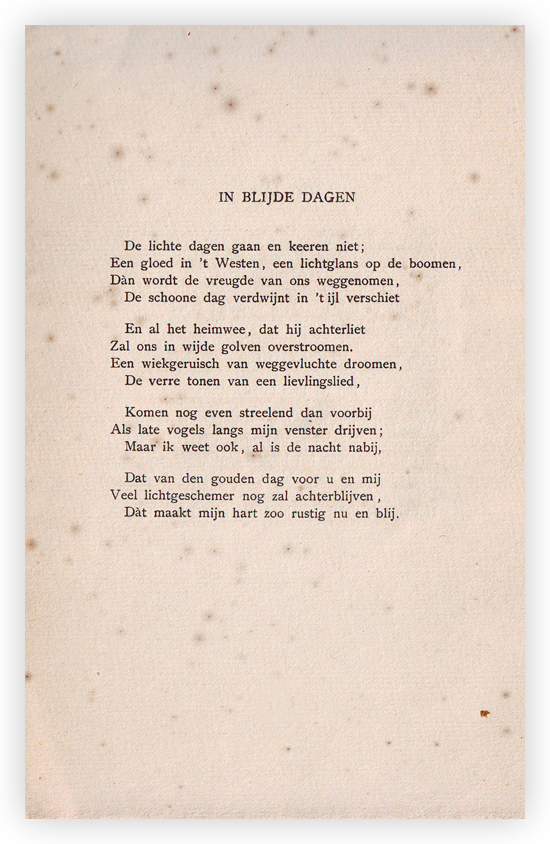 IN BLIJDE DAGEN
De lichte dagen gaan en keeren niet;
Een gloed in 't Westen, een lichtglans op de boomen,
Dàn wordt de vreugde van ons weggenomen,
De schoone dag verdwijnt in 't ijl verschiet
En al het heimwee, dat hij achterliet
Zal ons in wijde golven overstroomen.
Een wiekgeruisch van weggevluchte droomen,
De verre tonen van een lievlingslied,
Komen nog even streelend dan voorbij
Als late vogels langs mijn venster drijven;
Maar ik weet ook, al is de nacht nabij,
Dat van den gouden dag voor u en mij
Veel lichtgeschemer nog zal achterblijven,
Dàt maakt mijn hart zoo rustig nu en blij.